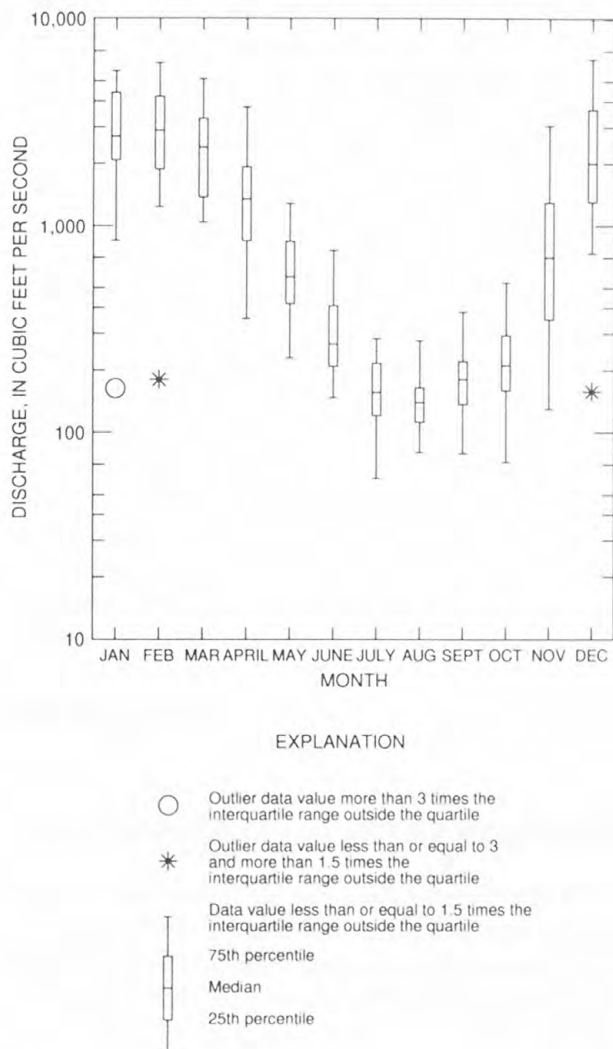 10,000
1,000
100
10
DISCHARGE, IN CUBIC FEET PER SECOND
JAN FEB MAR APRIL MAY JUNE JULY AUG SEPT OCT NOV DEC
MONTH
EXPLANATION
Outlier data value more than 3 times the
interquartile range outside the quartile
Outlier data value less than or equal to 3
and more than 1.5 times the
interquartile range outside the quartile
Data value less than or equal to 1.5 times the
interquartile range outside the quartile
75th percentile
Median
25th percentile